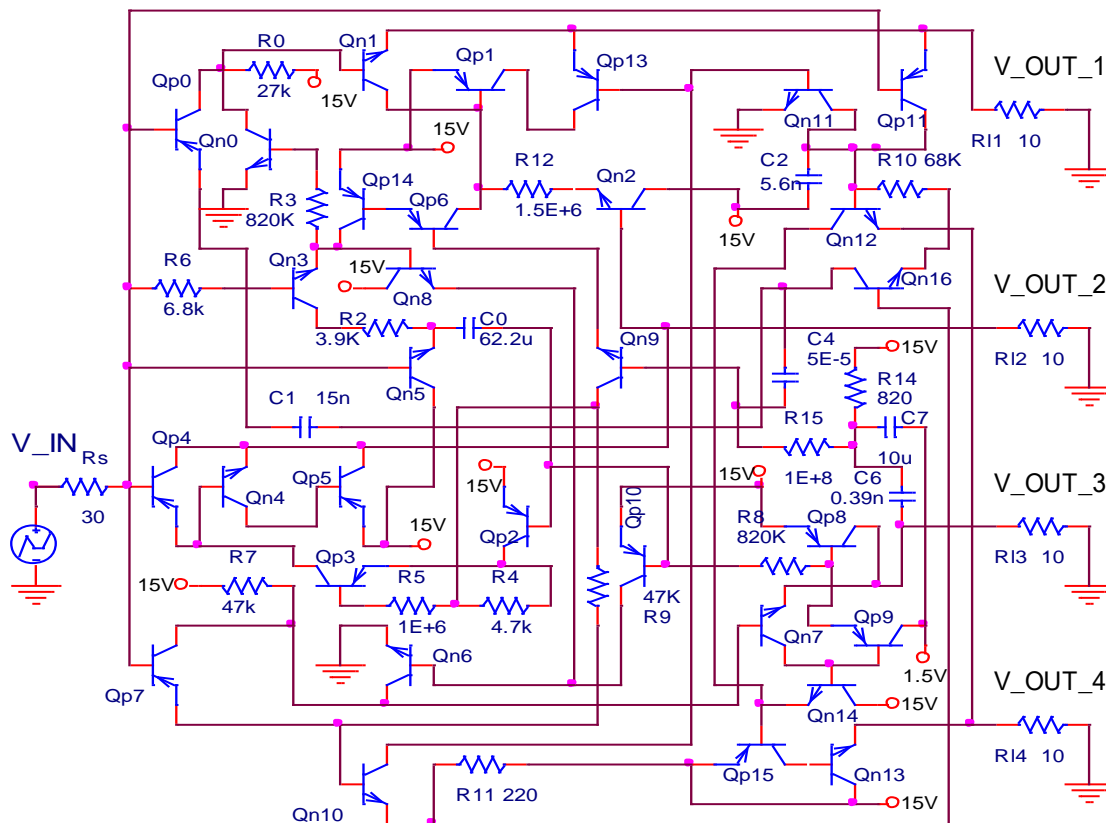 R0
Qn1
Qp1
Qp13
V_OUT_1
Qp0
27k
15V
Qn11
Qp11
Rl1 10
Qn0
15V
R12
Qn2
C2
5.6n
R10 68K
R3
820K
Qp14
Qp6
1.5E+6
15V
Qn12
R6
6.8k
Qn3
15V
Qn8
Qn16
V_OUT_2
R2
3.9K
C0
62.2u
Qn9
C4
5E-5
15V
Rl2 10
Qn5
R14
820
C1 15n
R15
C7
V_IN
Rs
30
Qp4
Qn4
Qp5
15V
Qp10
15V
1E+8
10u
C6
0.39n
V_OUT_3
R7
15V
47k
Qp3
15V
R5
1E+6
Qp2
R4
4.7k
47K
R9
R8
820K
Qp8
Rl3 10
Qp7
Qn6
Qn7
Qp9
1.5V
V_OUT_4
Qn14
15V
Qn10
R11 220
Qp15
Qn13
15V
Rl4 10